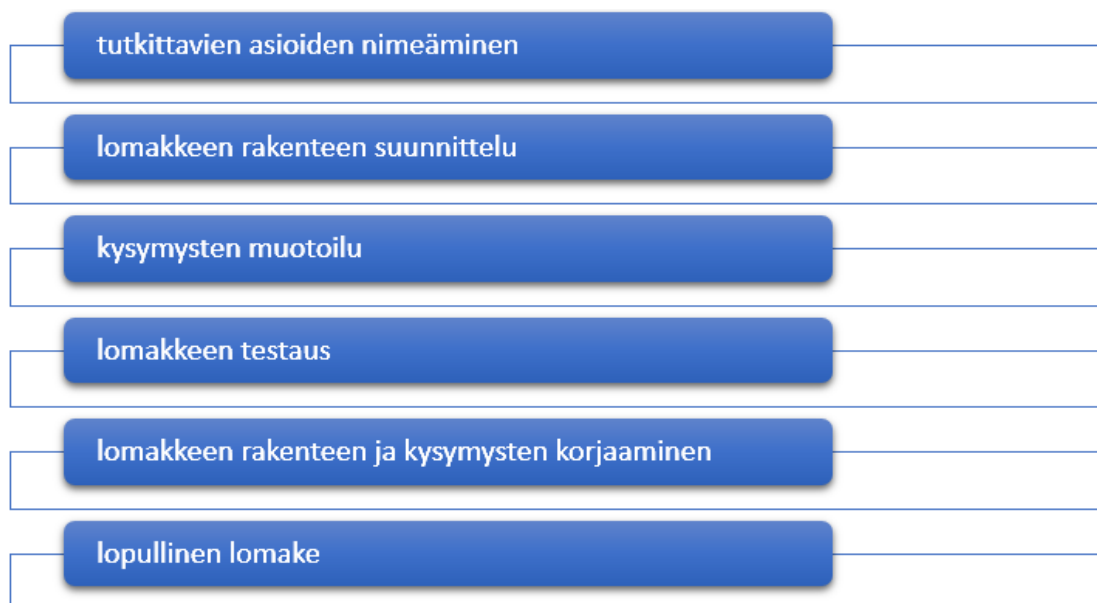 tutkittavien asioiden nimeäminen
lomakkeen rakenteen suunnittelu
kysymysten muotoilu
lomakkeen testaus
lomakkeen rakenteen ja kysymysten korjaaminen
lopullinen lomake